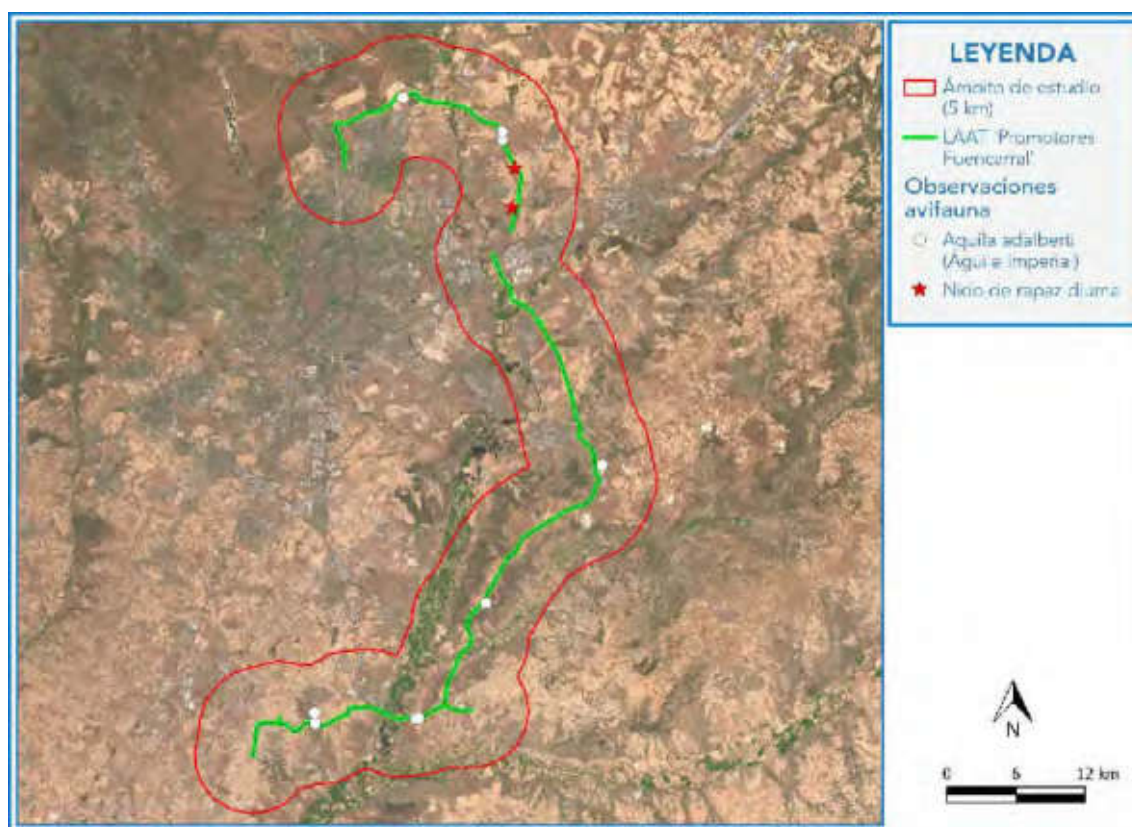 LEYENDA
Ámbito de estudio
(5 km)
LAAT 'Promotores
Fuencarral'
Observaciones
avifauna
Aquila adalberti
(Águila imperial)
Nido de rapaz diurna
N
0 6 12 km